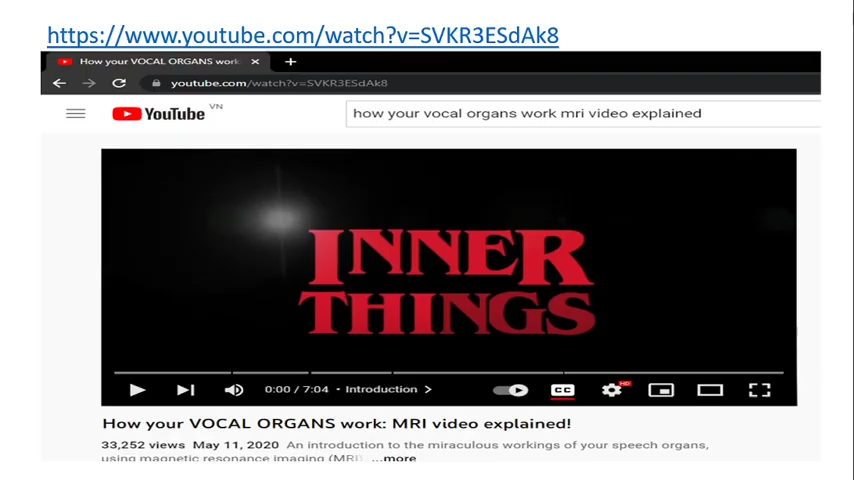 https://www.youtube.com/watch?v=SVKR3ESdAk8
How your VOCAL ORGANS work
youtube.com/watch?v=SVKR3ESdAk8
YouTube VN
how your vocal organs work mri video explained
INNER
THINGS
0:00 / 7:04 • Introduction
CC
HD
How your VOCAL ORGANS work: MRI video explained!
33,252 views May 11, 2020 An introduction to the miraculous workings of your speech organs,
using magnetic resonance imaging (MRI) ...more